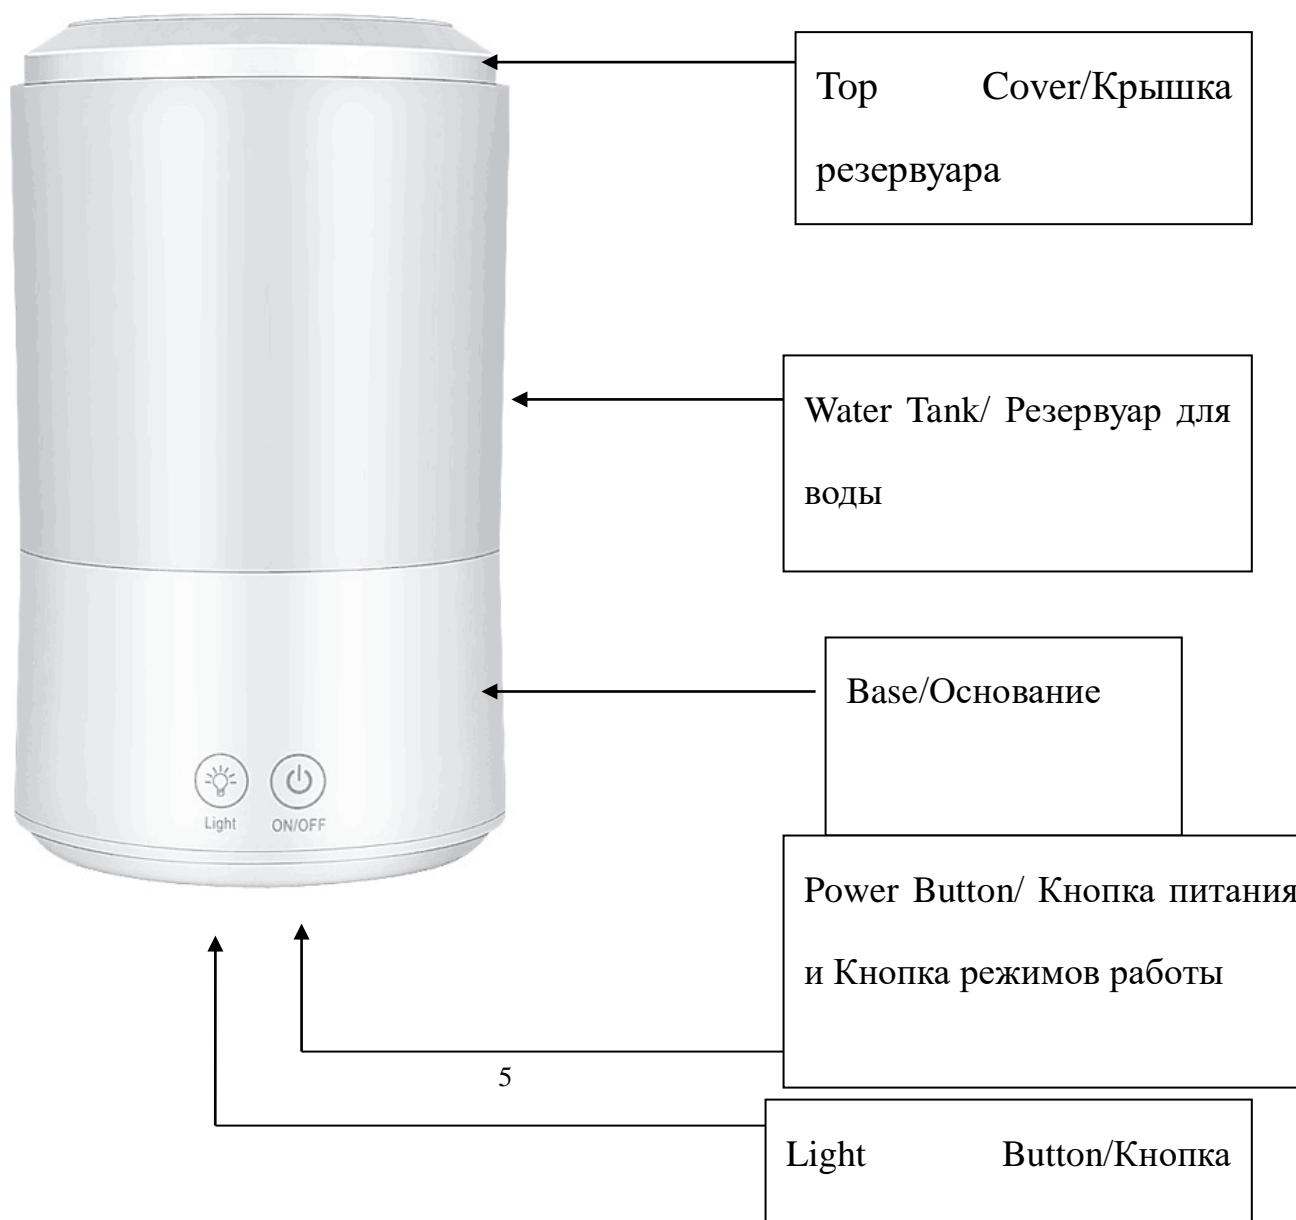 Top Cover/Крышка
резервуара
Water Tank/ Резервуар для
воды
Base/Основание
Light ON/OFF
Power Button/ Кнопка питания
и Кнопка режимов работы
5
Light Button/Кнопка